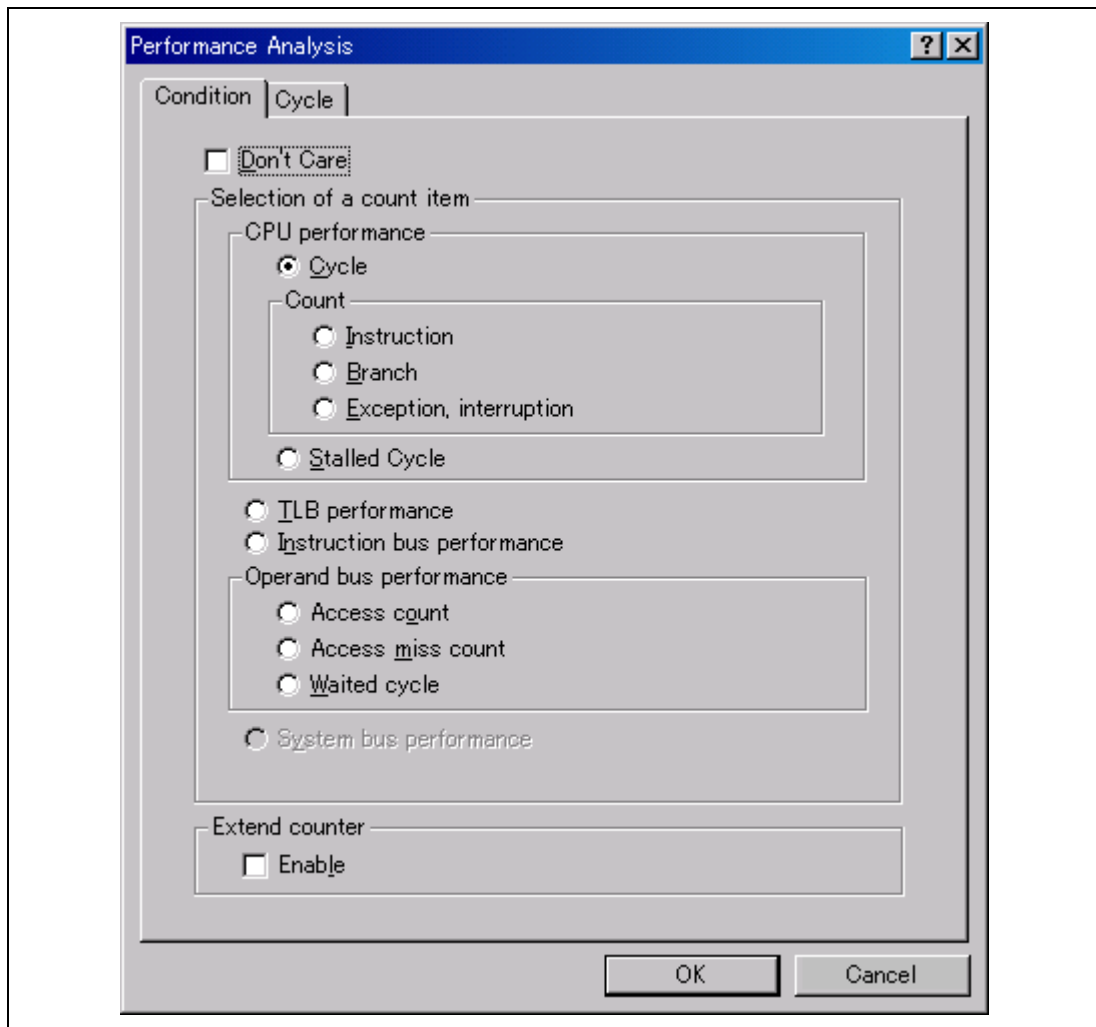 Performance Analysis
Condition Cycle
Don't Care
Selection of a count item
CPU performance
Cycle
Count
Instruction
Branch
Exception, interruption
Stalled Cycle
TLB performance
Instruction bus performance
Operand bus performance
Access count
Access miss count
Waited cycle
System bus performance
Extend counter
Enable
OK Cancel